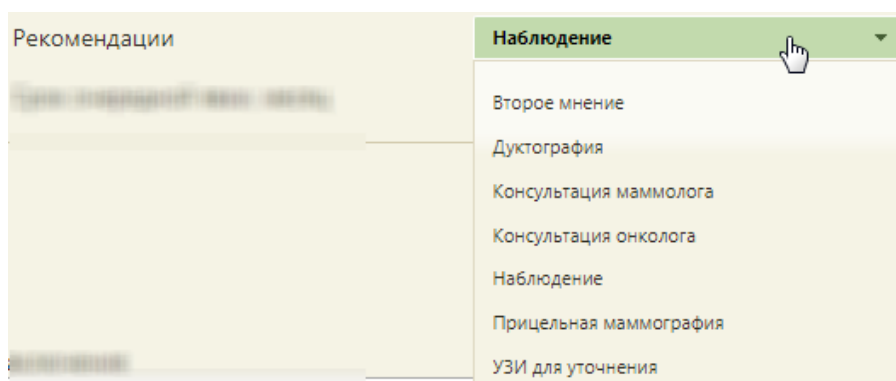 Рекомендации
Наблюдение
Второе мнение
Дуктография
Консультация маммолога
Консультация онколога
Наблюдение
Прицельная маммография
УЗИ для уточнения